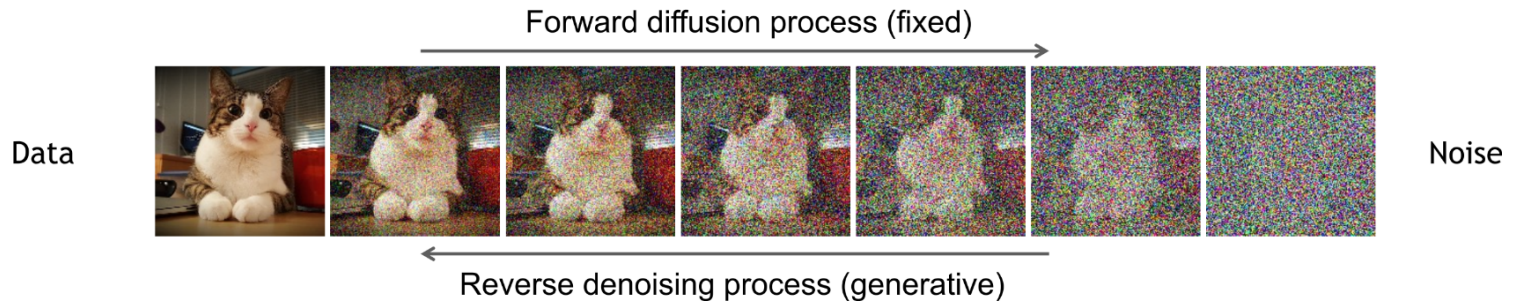 Forward diffusion process (fixed)
Data
Noise
Reverse denoising process (generative)